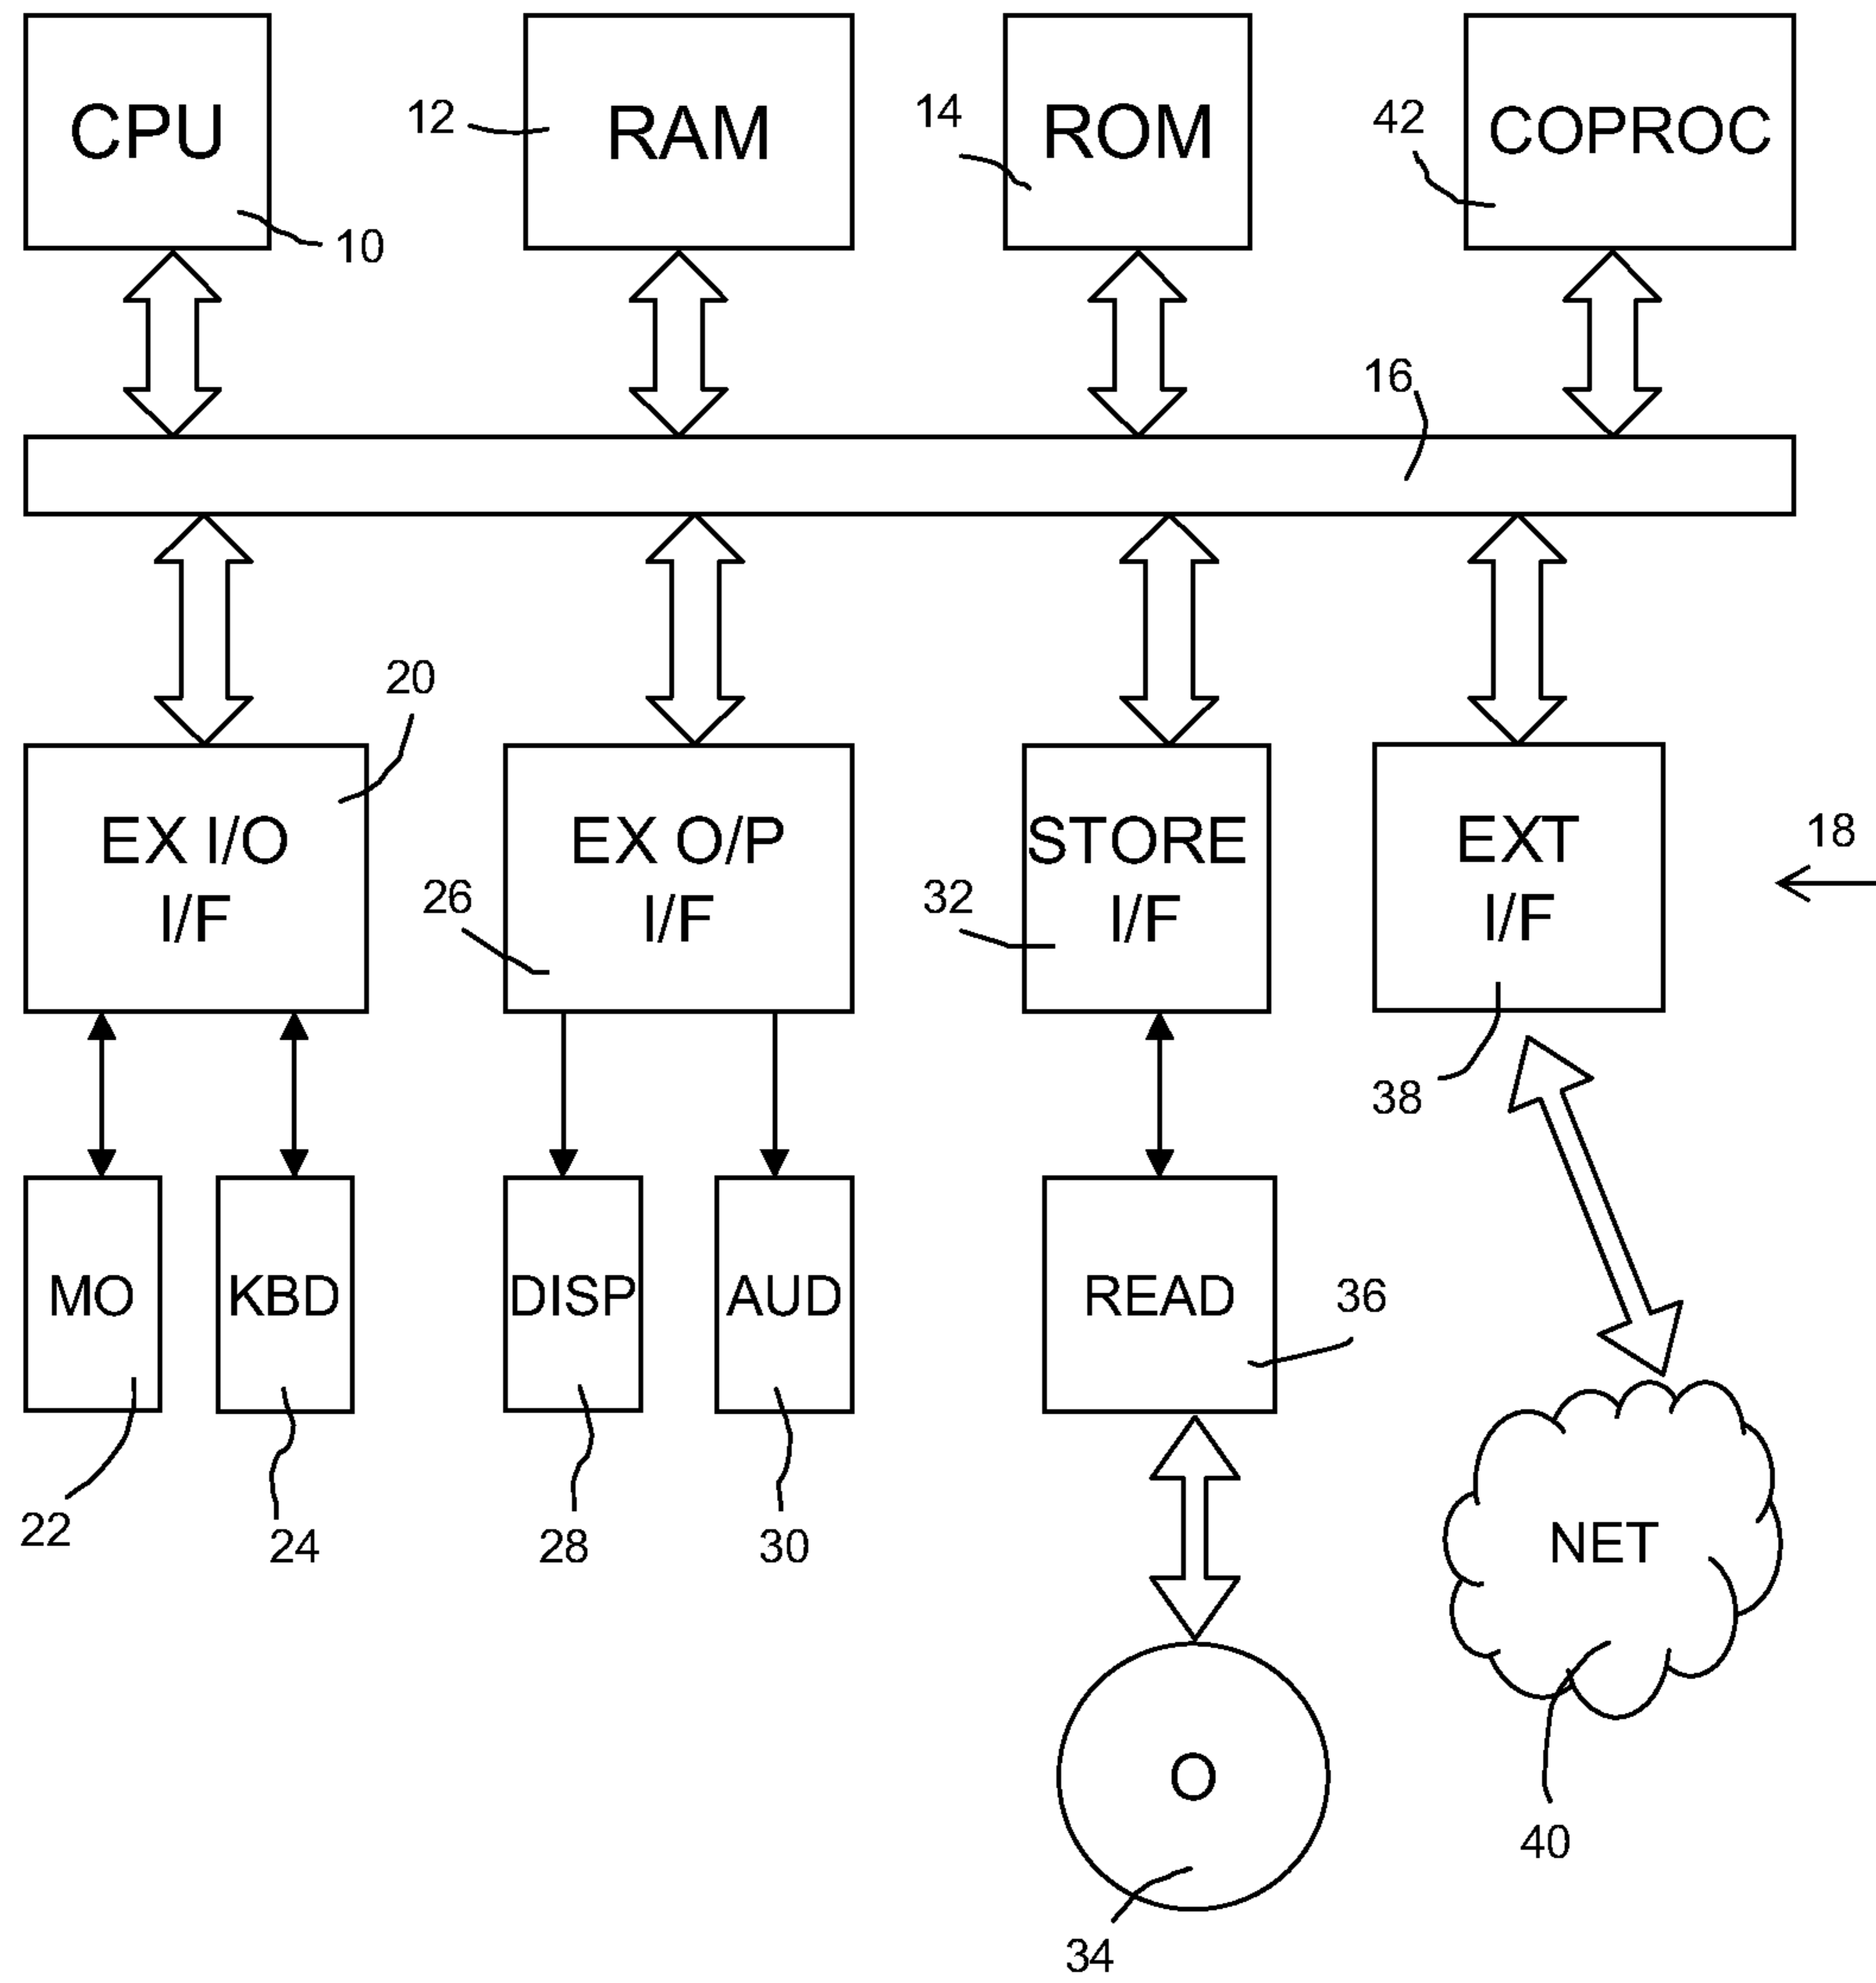 CPU
10
12
RAM
14
ROM
42
COPROC
16
20
EX I/O
I/F
26
EX O/P
I/F
32
STORE
I/F
EXT
I/F
18
38
MO
KBD
DISP
AUD
READ
36
22
24
28
30
NET
O
40
34